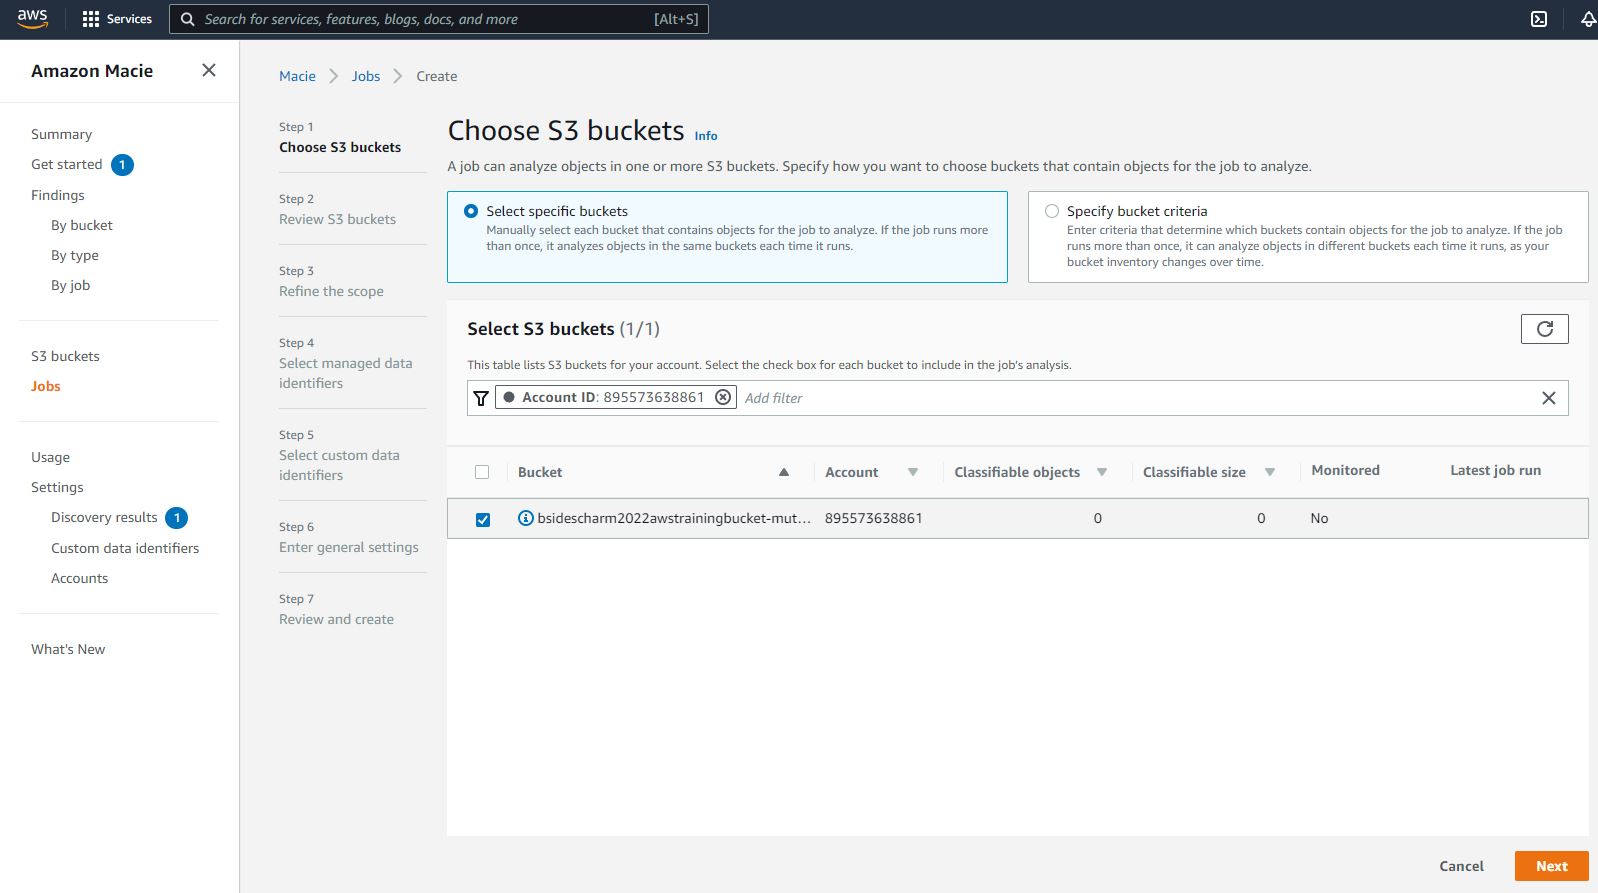 aws
Services
Search for services, features, blogs, docs, and more
[Alt+S]
Amazon Macie
Summary
Get started 1
Findings
By bucket
By type
By job
S3 buckets
Jobs
Usage
Settings
Discovery results 1
Custom data identifiers
Accounts
What's New
Macie
Jobs
Create
Step 1
Choose S3 buckets
Step 2
Review S3 buckets
Step 3
Refine the scope
Step 4
Select managed data
identifiers
Step 5
Select custom data
identifiers
Step 6
Enter general settings
Step 7
Review and create
Choose S3 buckets Info
A job can analyze objects in one or more S3 buckets. Specify how you want to choose buckets that contain objects for the job to analyze.
Select specific buckets
Manually select each bucket that contains objects for the job to analyze. If the job runs more
than once, it analyzes objects in the same buckets each time it runs.
Specify bucket criteria
Enter criteria that determine which buckets contain objects for the job to analyze. If the job
runs more than once, it can analyze objects in different buckets each time it runs, as your
bucket inventory changes over time.
Select S3 buckets (1/1)
This table lists S3 buckets for your account. Select the check box for each bucket to include in the job's analysis.
Account ID: 895573638861
Add filter
Bucket Account Classifiable objects Classifiable size Monitored Latest job run
bsidescharm2022awstrainingbucket-mut... 895573638861 0 0 No
Cancel
Next